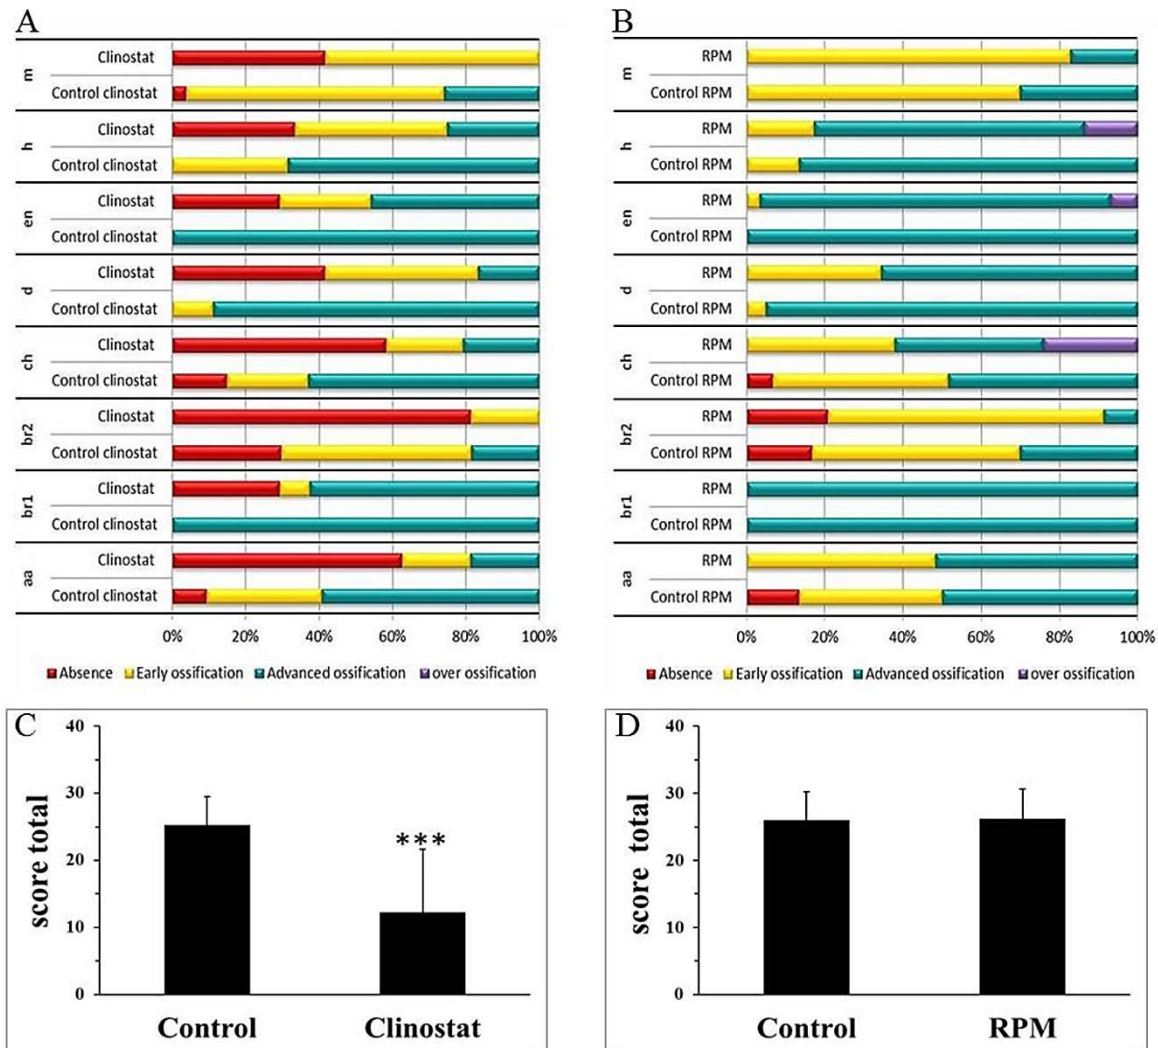 A
m
Clinostat
Control clinostat
h
Clinostat
Control clinostat
en
Clinostat
Control clinostat
d
Clinostat
Control clinostat
ch
Clinostat
Control clinostat
br2
Clinostat
Control clinostat
br1
Clinostat
Control clinostat
aa
Clinostat
Control clinostat
0% 20% 40% 60% 80% 100%
Absence Early ossification Advanced ossification over ossification
B
m
RPM
Control RPM
h
RPM
Control RPM
en
RPM
Control RPM
d
RPM
Control RPM
ch
RPM
Control RPM
br2
RPM
Control RPM
br1
RPM
Control RPM
aa
RPM
Control RPM
0% 20% 40% 60% 80% 100%
Absence Early ossification Advanced ossification over ossification
C
score total
40
30
20
10
0
***
Control Clinostat
D
score total
40
30
20
10
0
Control RPM